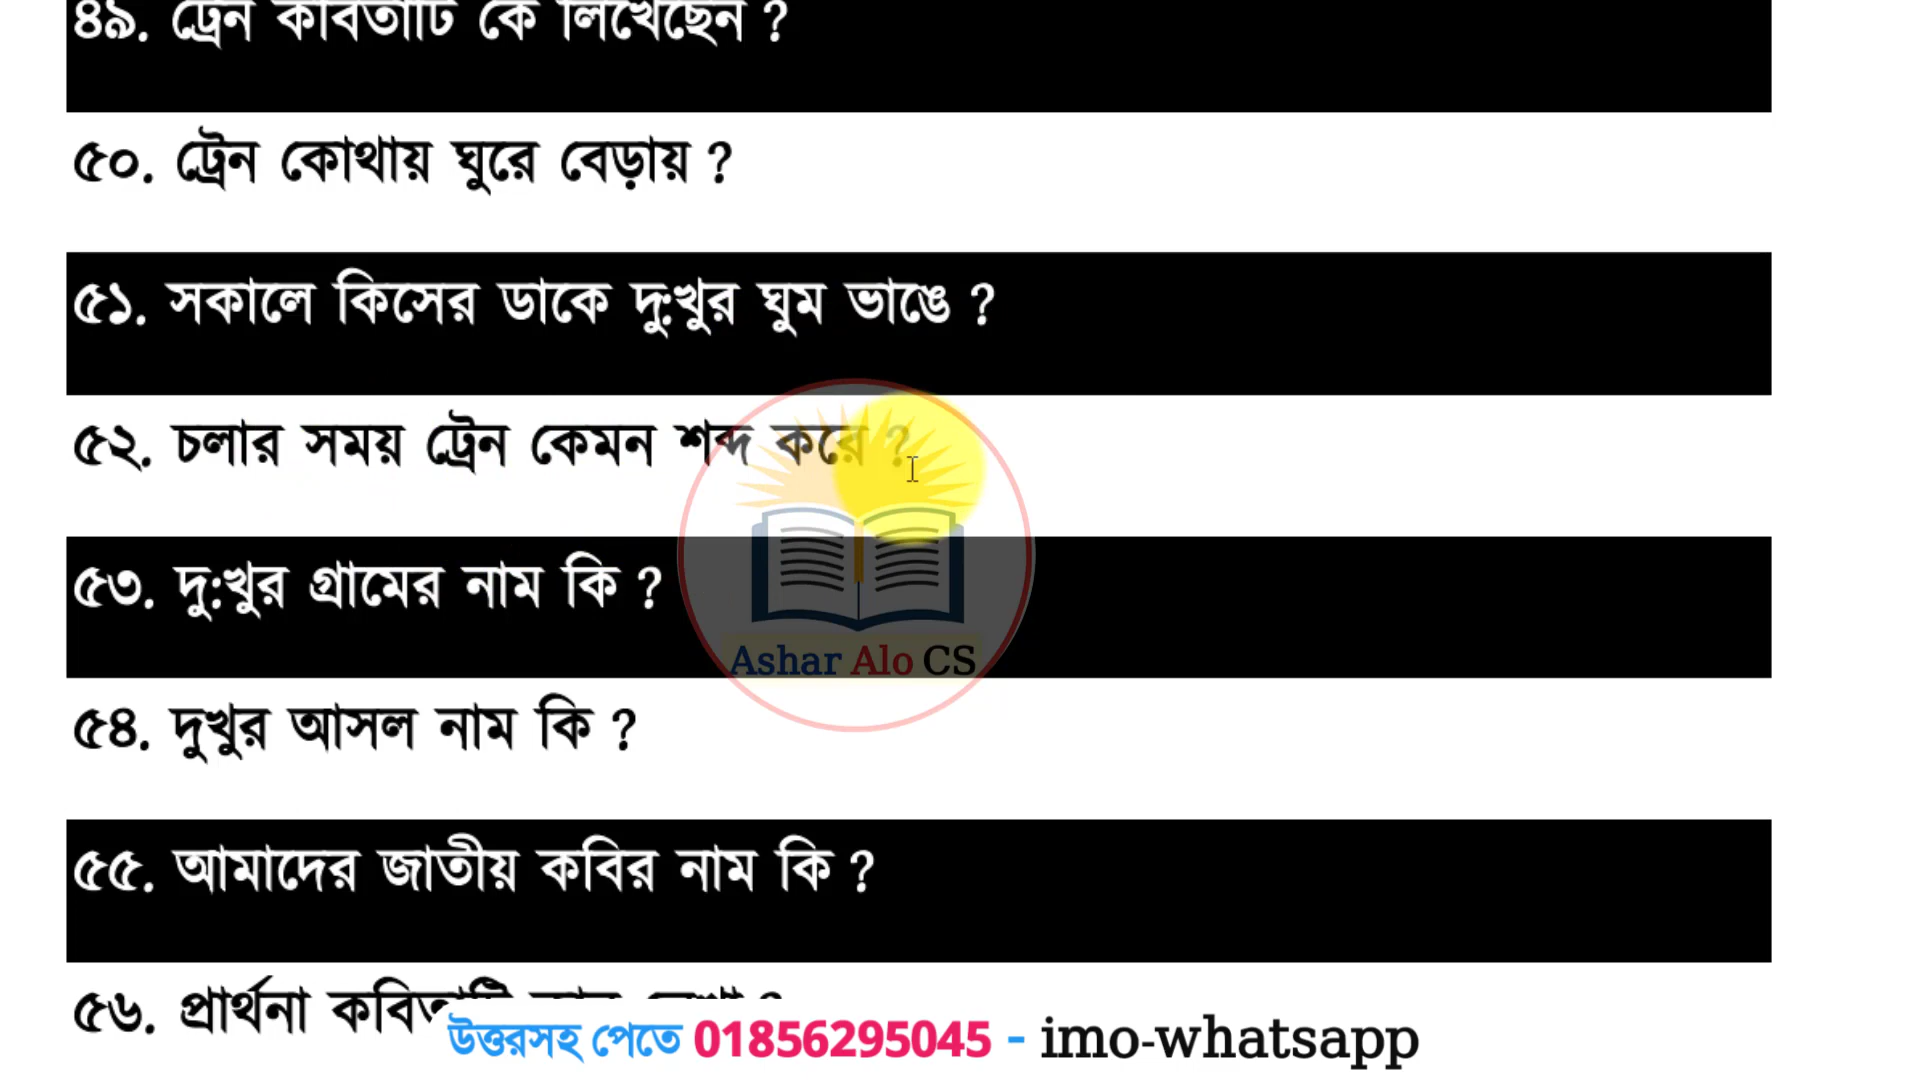 ৪৯. ট্রেন কবিতাটি কে লিখেছেন ?
৫০. ট্রেন কোথায় ঘুরে বেড়ায় ?
৫১. সকালে কিসের ডাকে দু:খুর ঘুম ভাঙে ?
৫২. চলার সময় ট্রেন কেমন শব্দ করে ?
৫৩. দু:খুর গ্রামের নাম কি ?
Ashar Alo CS
৫৪. দুখুর আসল নাম কি ?
৫৫. আমাদের জাতীয় কবির নাম কি ?
৫৬. প্রার্থনা কবিতাটি
উত্তরসহ পেতে 01856295045 - imo-whatsapp